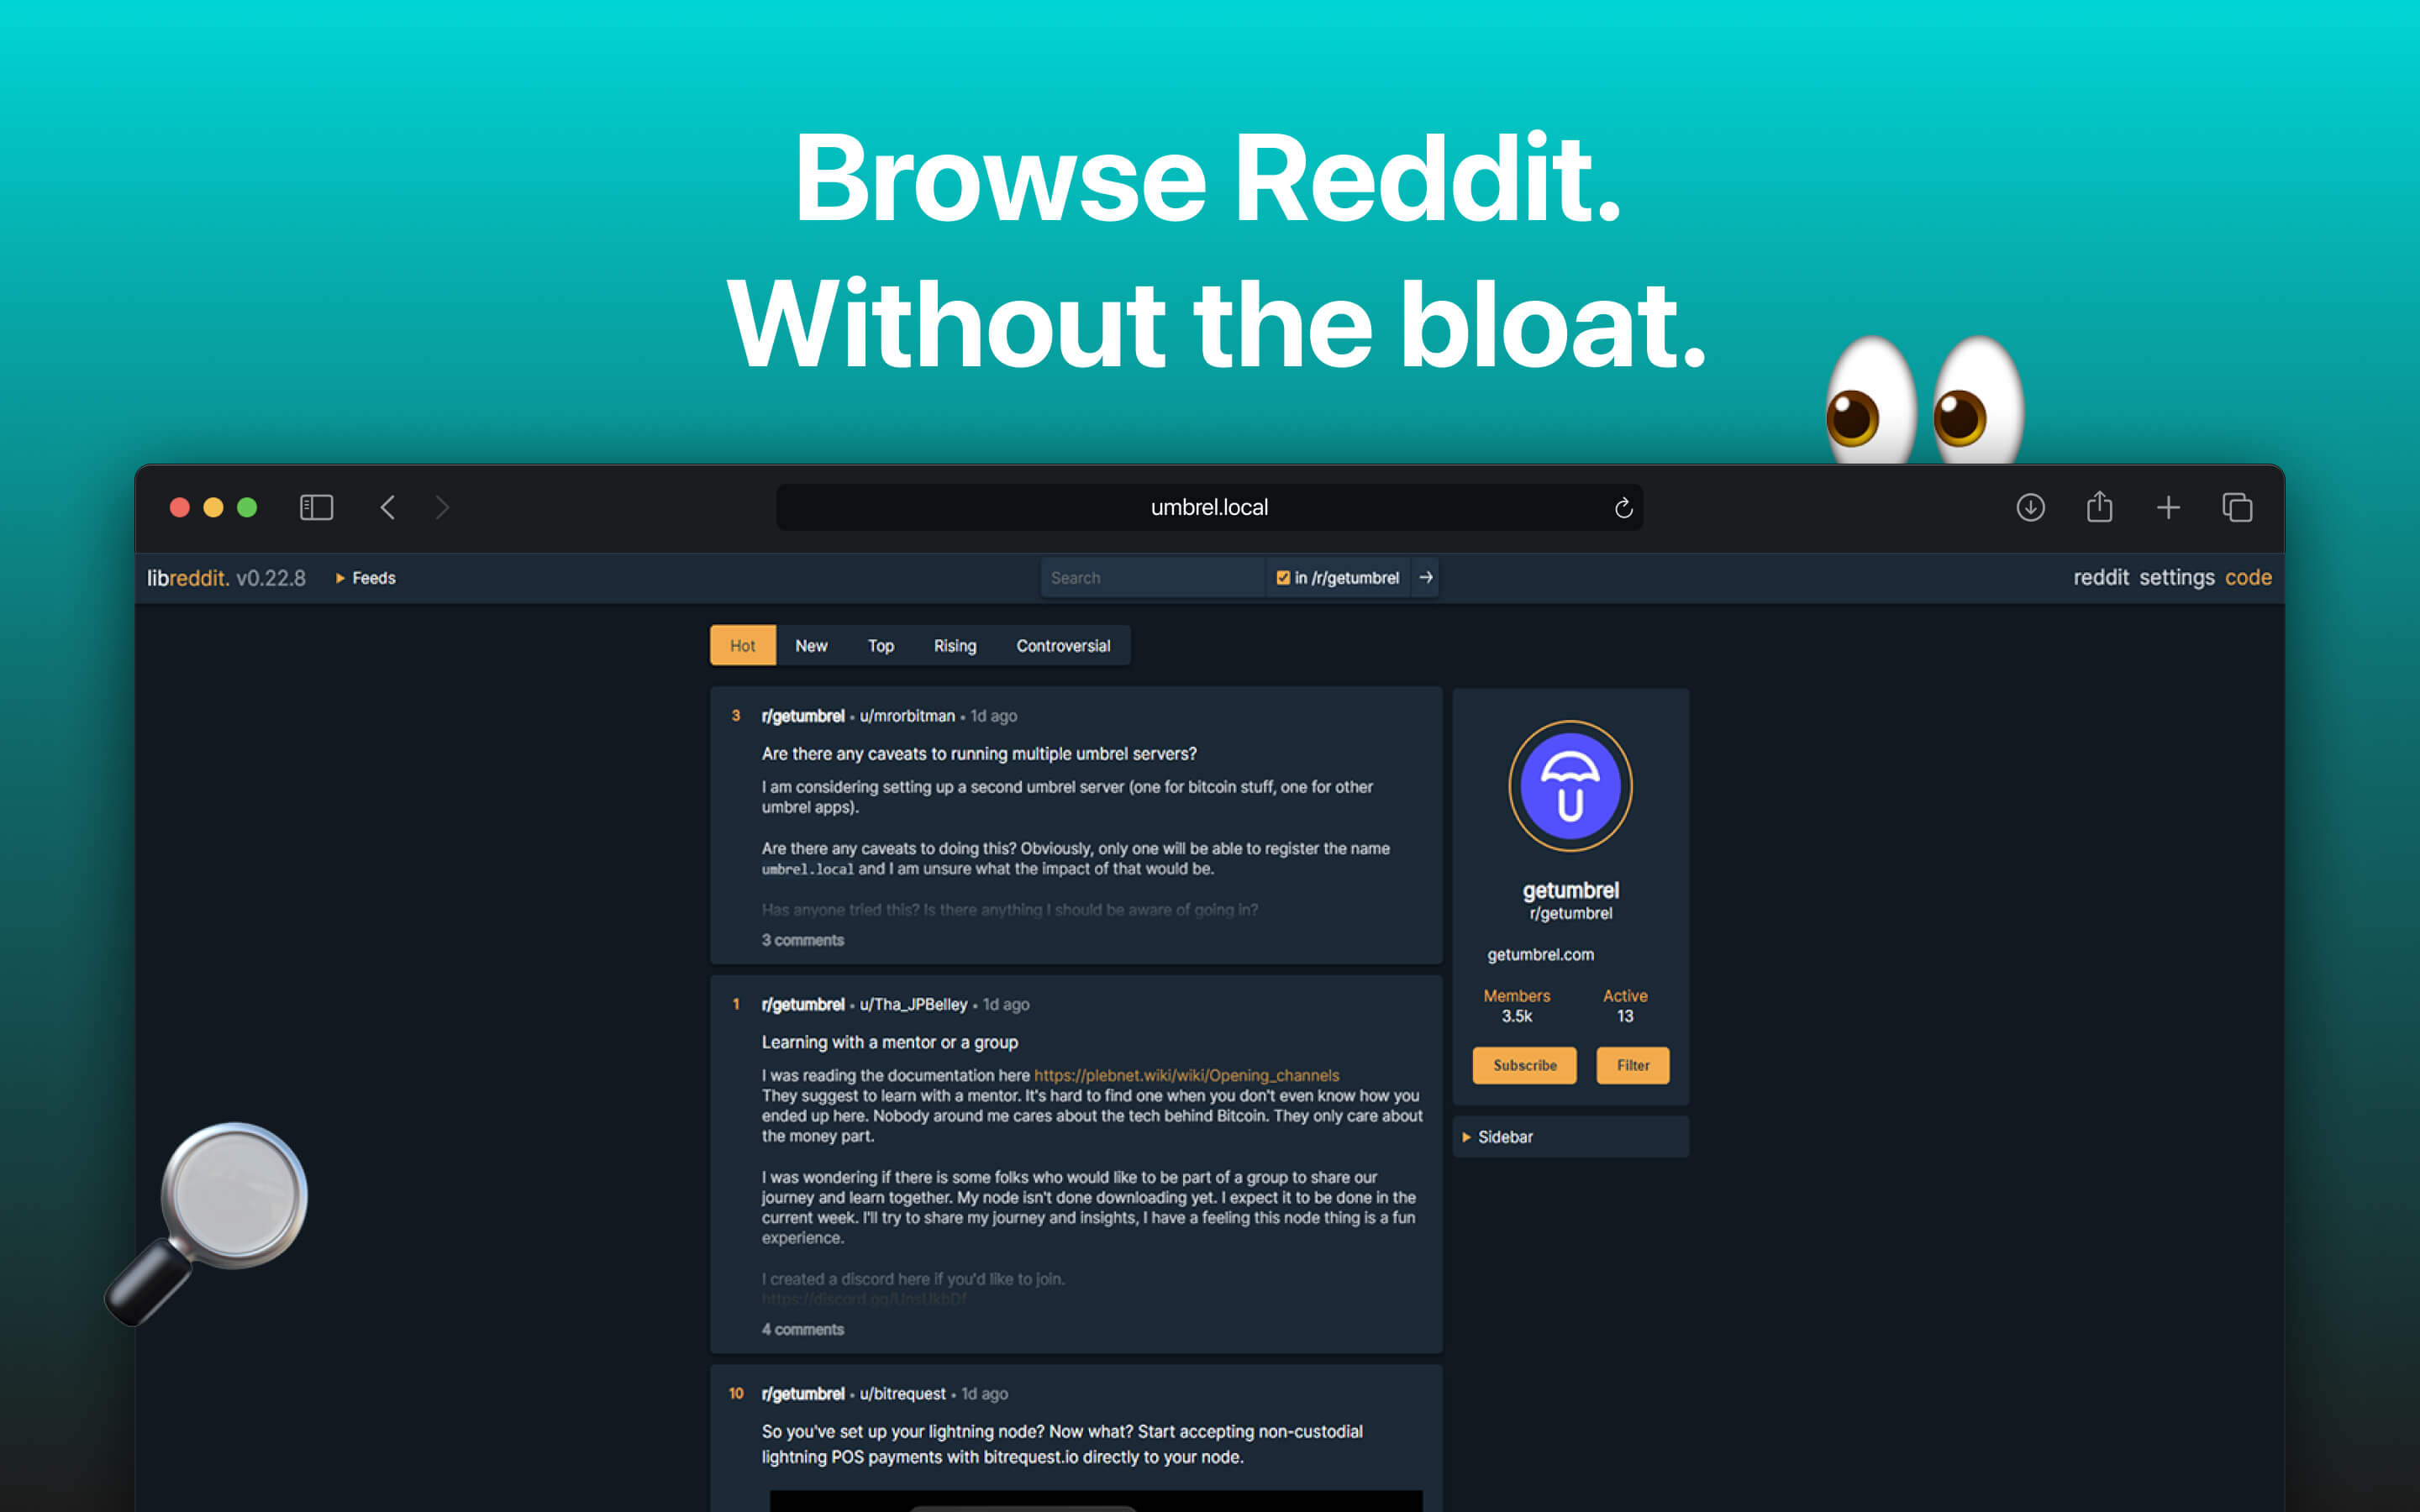 Browse Reddit.
Without the bloat.
umbrel.local
libreddit. v0.22.8
Feeds
Search
in /r/getumbrel
reddit settings code
Hot New Top Rising Controversial
3 r/getumbrel • u/mrorbitman • 1d ago
Are there any caveats to running multiple umbrel servers?
I am considering setting up a second umbrel server (one for bitcoin stuff, one for other
umbrel apps).
Are there any caveats to doing this? Obviously, only one will be able to register the name
umbrel.local and I am unsure what the impact of that would be.
Has anyone tried this? Is there anything I should be aware of going in?
3 comments
1 r/getumbrel • u/Tha_JPBelley • 1d ago
Learning with a mentor or a group
I was reading the documentation here https://plebnet.wiki/wiki/Opening_channels
They suggest to learn with a mentor. It's hard to find one when you don't even know how you
ended up here. Nobody around me cares about the tech behind Bitcoin. They only care about
the money part.
I was wondering if there is some folks who would like to be part of a group to share our
journey and learn together. My node isn't done downloading yet. I expect it to be done in the
current week. I'll try to share my journey and insights, I have a feeling this node thing is a fun
experience.
I created a discord here if you'd like to join.
4 comments
10 r/getumbrel • u/bitrequest • 1d ago
So you've set up your lightning node? Now what? Start accepting non-custodial
lightning POS payments with bitrequest.io directly to your node.
getumbrel
r/getumbrel
getumbrel.com
Members Active
3.5k 13
Subscribe Filter
Sidebar